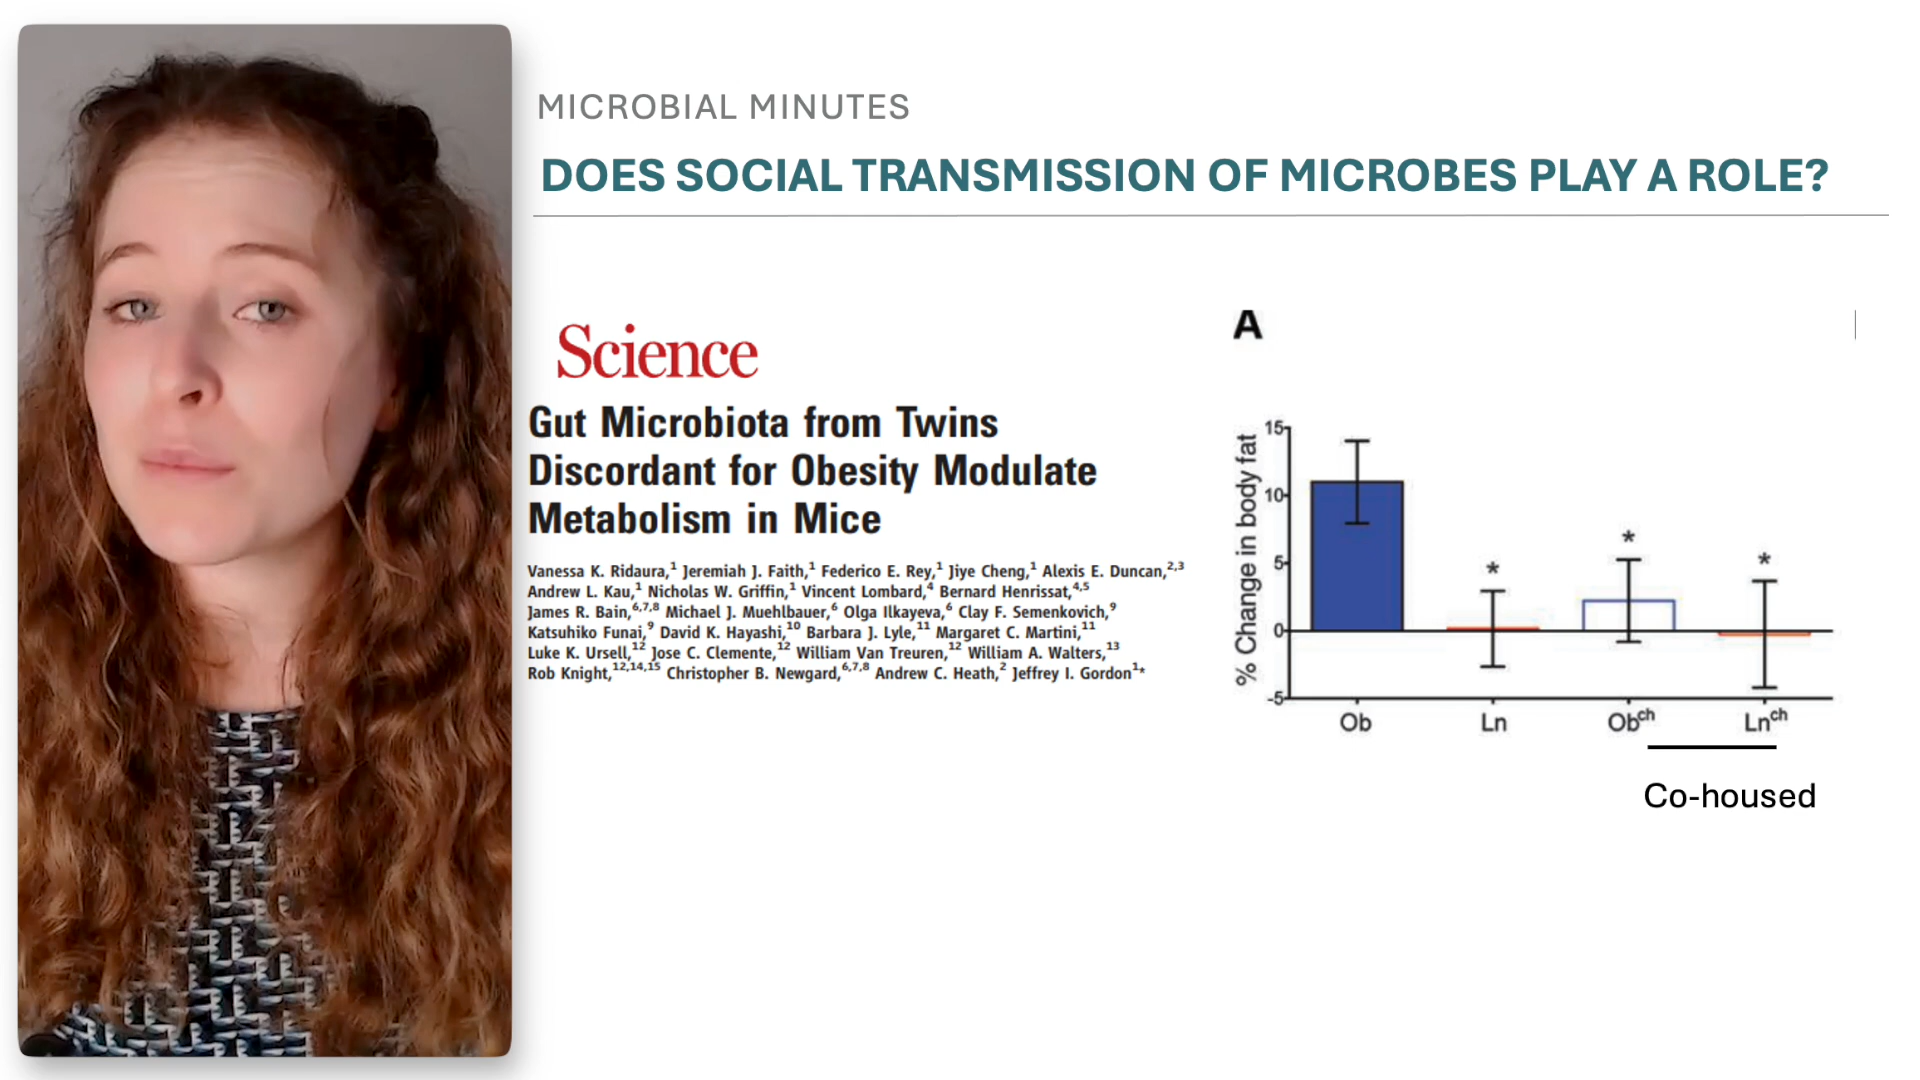 MICROBIAL MINUTES
DOES SOCIAL TRANSMISSION OF MICROBES PLAY A ROLE?
Science
Gut Microbiota from Twins
Discordant for Obesity Modulate
Metabolism in Mice
Vanessa K. Ridaura,¹ Jeremiah J. Faith,¹ Federico E. Rey,¹ Jiye Cheng,¹ Alexis E. Duncan,²,³
Andrew L. Kau,¹ Nicholas W. Griffin,¹ Vincent Lombard,⁴ Bernard Henrissat,⁴,⁵
James R. Bain,⁶,⁷,⁸ Michael J. Muehlbauer,⁶ Olga Ilkayeva,⁶ Clay F. Semenkovich,⁹
Katsuhiko Funai,⁹ David K. Hayashi,¹⁰ Barbara J. Lyle,¹¹ Margaret C. Martini,¹¹
Luke K. Ursell,¹² Jose C. Clemente,¹² William Van Treuren,¹² William A. Walters,¹³
Rob Knight,¹²,¹⁴,¹⁵ Christopher B. Newgard,⁶,⁷,⁸ Andrew C. Heath,² Jeffrey I. Gordon¹*
A
% Change in body fat
15
10
5
0
-5
* * *
Ob Ln Obᶜʰ Lnᶜʰ
Co-housed